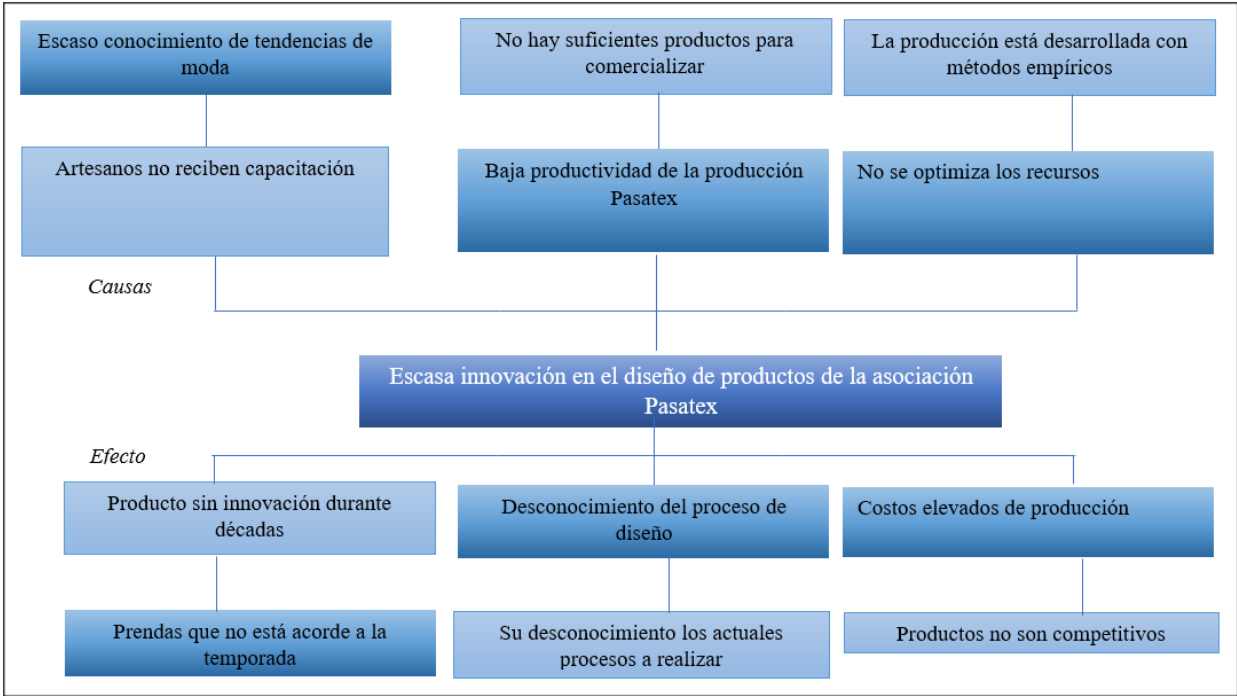 Escaso conocimiento de tendencias de
moda
No hay suficientes productos para
comercializar
La producción está desarrollada con
métodos empíricos
Artesanos no reciben capacitación
Baja productividad de la producción
Pasatex
No se optimiza los recursos
Causas
Escasa innovación en el diseño de productos de la asociación
Pasatex
Efecto
Producto sin innovación durante
décadas
Desconocimiento del proceso de
diseño
Costos elevados de producción
Prendas que no está acorde a la
temporada
Su desconocimiento los actuales
procesos a realizar
Productos no son competitivos